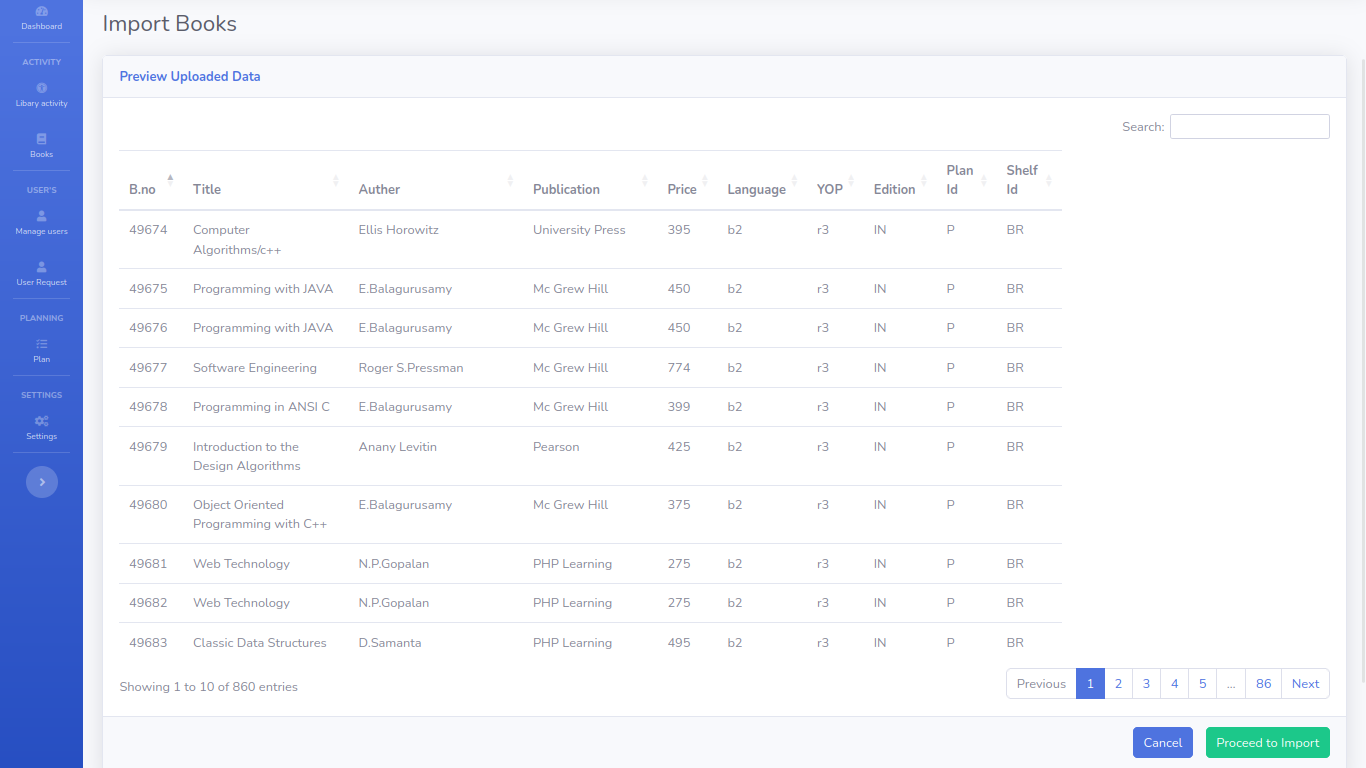 Dashboard
ACTIVITY
Libary activity
Books
USER'S
Manage users
User Request
PLANNING
Plan
SETTINGS
Settings
Import Books
Preview Uploaded Data
Search:
B.no Title Auther Publication Price Language YOP Edition Plan Id Shelf Id
49674 Computer Algorithms/c++ Ellis Horowitz University Press 395 b2 r3 IN P BR
49675 Programming with JAVA E.Balagurusamy Mc Grew Hill 450 b2 r3 IN P BR
49676 Programming with JAVA E.Balagurusamy Mc Grew Hill 450 b2 r3 IN P BR
49677 Software Engineering Roger S.Pressman Mc Grew Hill 774 b2 r3 IN P BR
49678 Programming in ANSI C E.Balagurusamy Mc Grew Hill 399 b2 r3 IN P BR
49679 Introduction to the Design Algorithms Anany Levitin Pearson 425 b2 r3 IN P BR
49680 Object Oriented Programming with C++ E.Balagurusamy Mc Grew Hill 375 b2 r3 IN P BR
49681 Web Technology N.P.Gopalan PHP Learning 275 b2 r3 IN P BR
49682 Web Technology N.P.Gopalan PHP Learning 275 b2 r3 IN P BR
49683 Classic Data Structures D.Samanta PHP Learning 495 b2 r3 IN P BR
Showing 1 to 10 of 860 entries
Previous 1 2 3 4 5 ... 86 Next
Cancel Proceed to Import